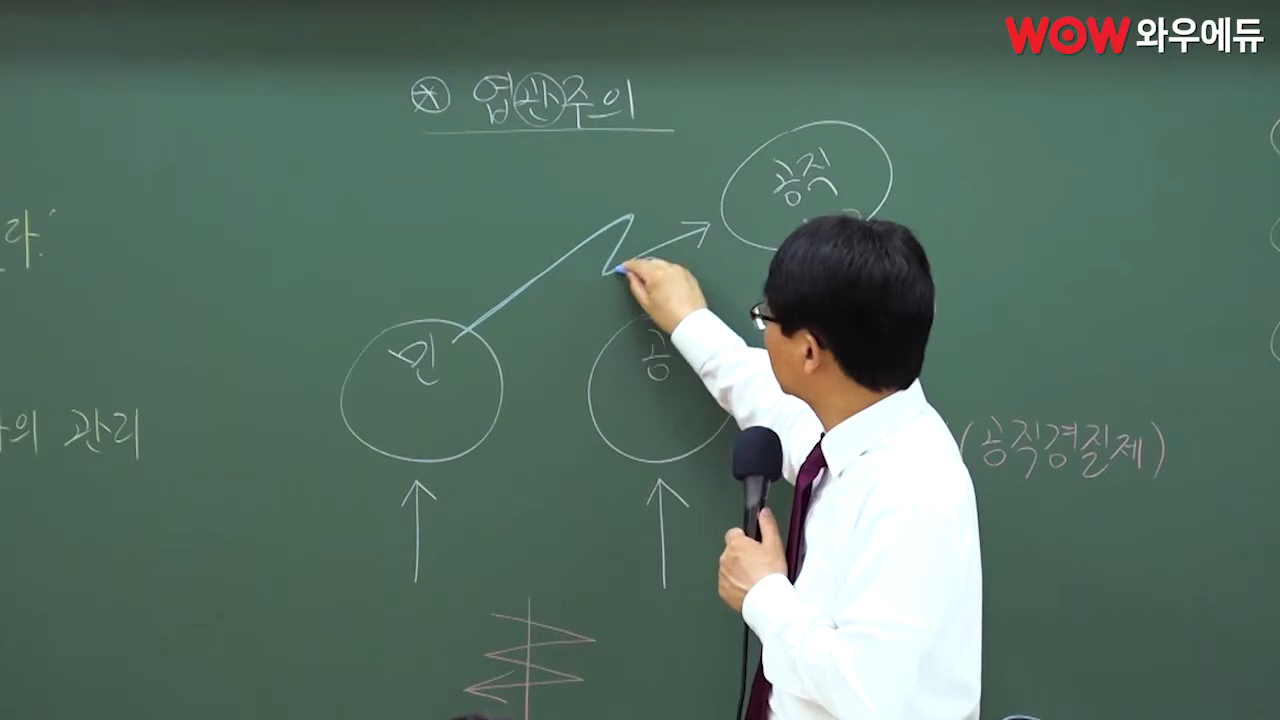 WOW 와우에듀
⊛ 엽관주의
공직
라.
민
공
의 관리
(공직경질제)